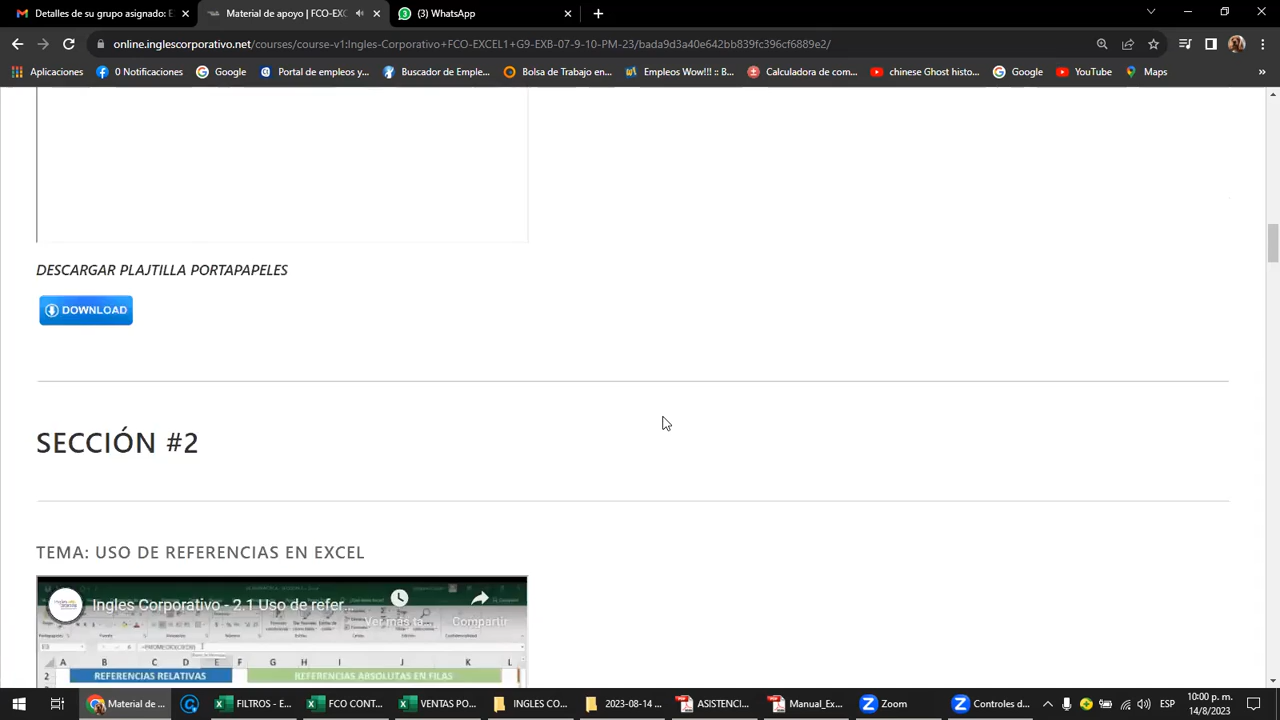 Detalles de su grupo asignado: E
Material de apoyo | FCO-EXC
(3) WhatsApp
online.inglescorporativo.net/courses/course-v1:Ingles-Corporativo+FCO-EXCEL1+G9-EXB-07-9-10-PM-23/bada9d3a40e642bb839fc396cf6889e2/
Aplicaciones
0 Notificaciones
Google
Portal de empleos y...
Buscador de Emple...
Bolsa de Trabajo en...
Empleos Wow!!! :: B...
Calculadora de com...
chinese Ghost histo...
Google
YouTube
Maps
»
DESCARGAR PLAJTILLA PORTAPAPELES
DOWNLOAD
SECCIÓN #2
TEMA: USO DE REFERENCIAS EN EXCEL
Ingles Corporativo - 2.1 Uso de refer...
Ver más ta...
Compartir
A B C D E F G H I J K L
2 REFERENCIAS RELATIVAS REFERENCIAS ABSOLUTAS EN FILAS
Material de ...
FILTROS - E...
FCO CONT...
VENTAS PO...
INGLES CO...
2023-08-14 ...
ASISTENCI...
Manual_Ex...
Zoom
Controles d...
ESP
10:00 p. m.
14/8/2023